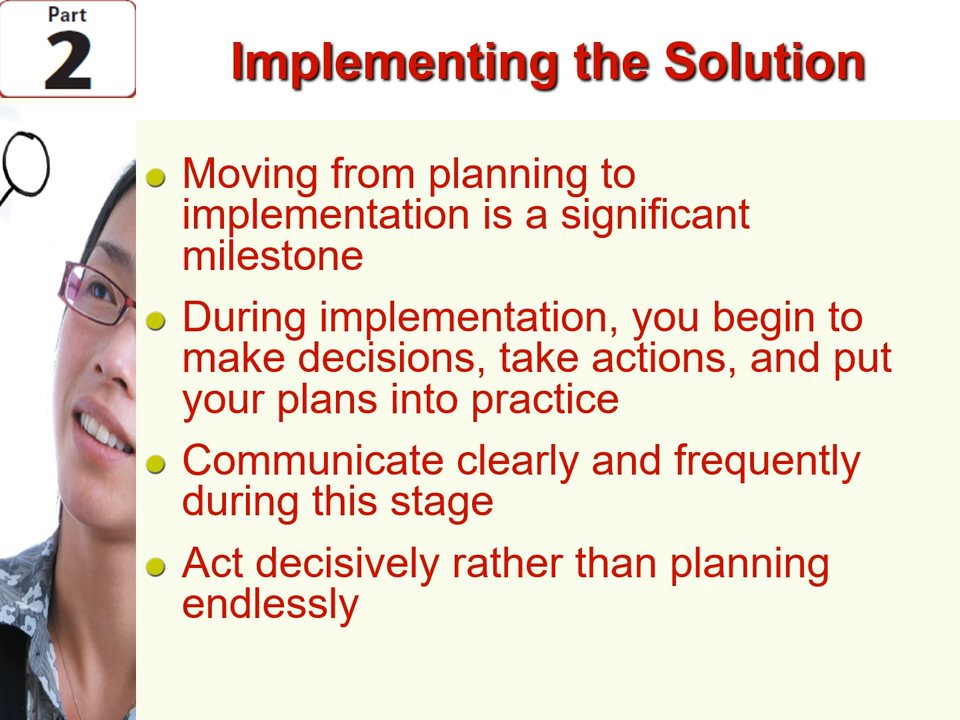 Part
2
Implementing the Solution
Moving from planning to
implementation is a significant
milestone
During implementation, you begin to
make decisions, take actions, and put
your plans into practice
Communicate clearly and frequently
during this stage
Act decisively rather than planning
endlessly